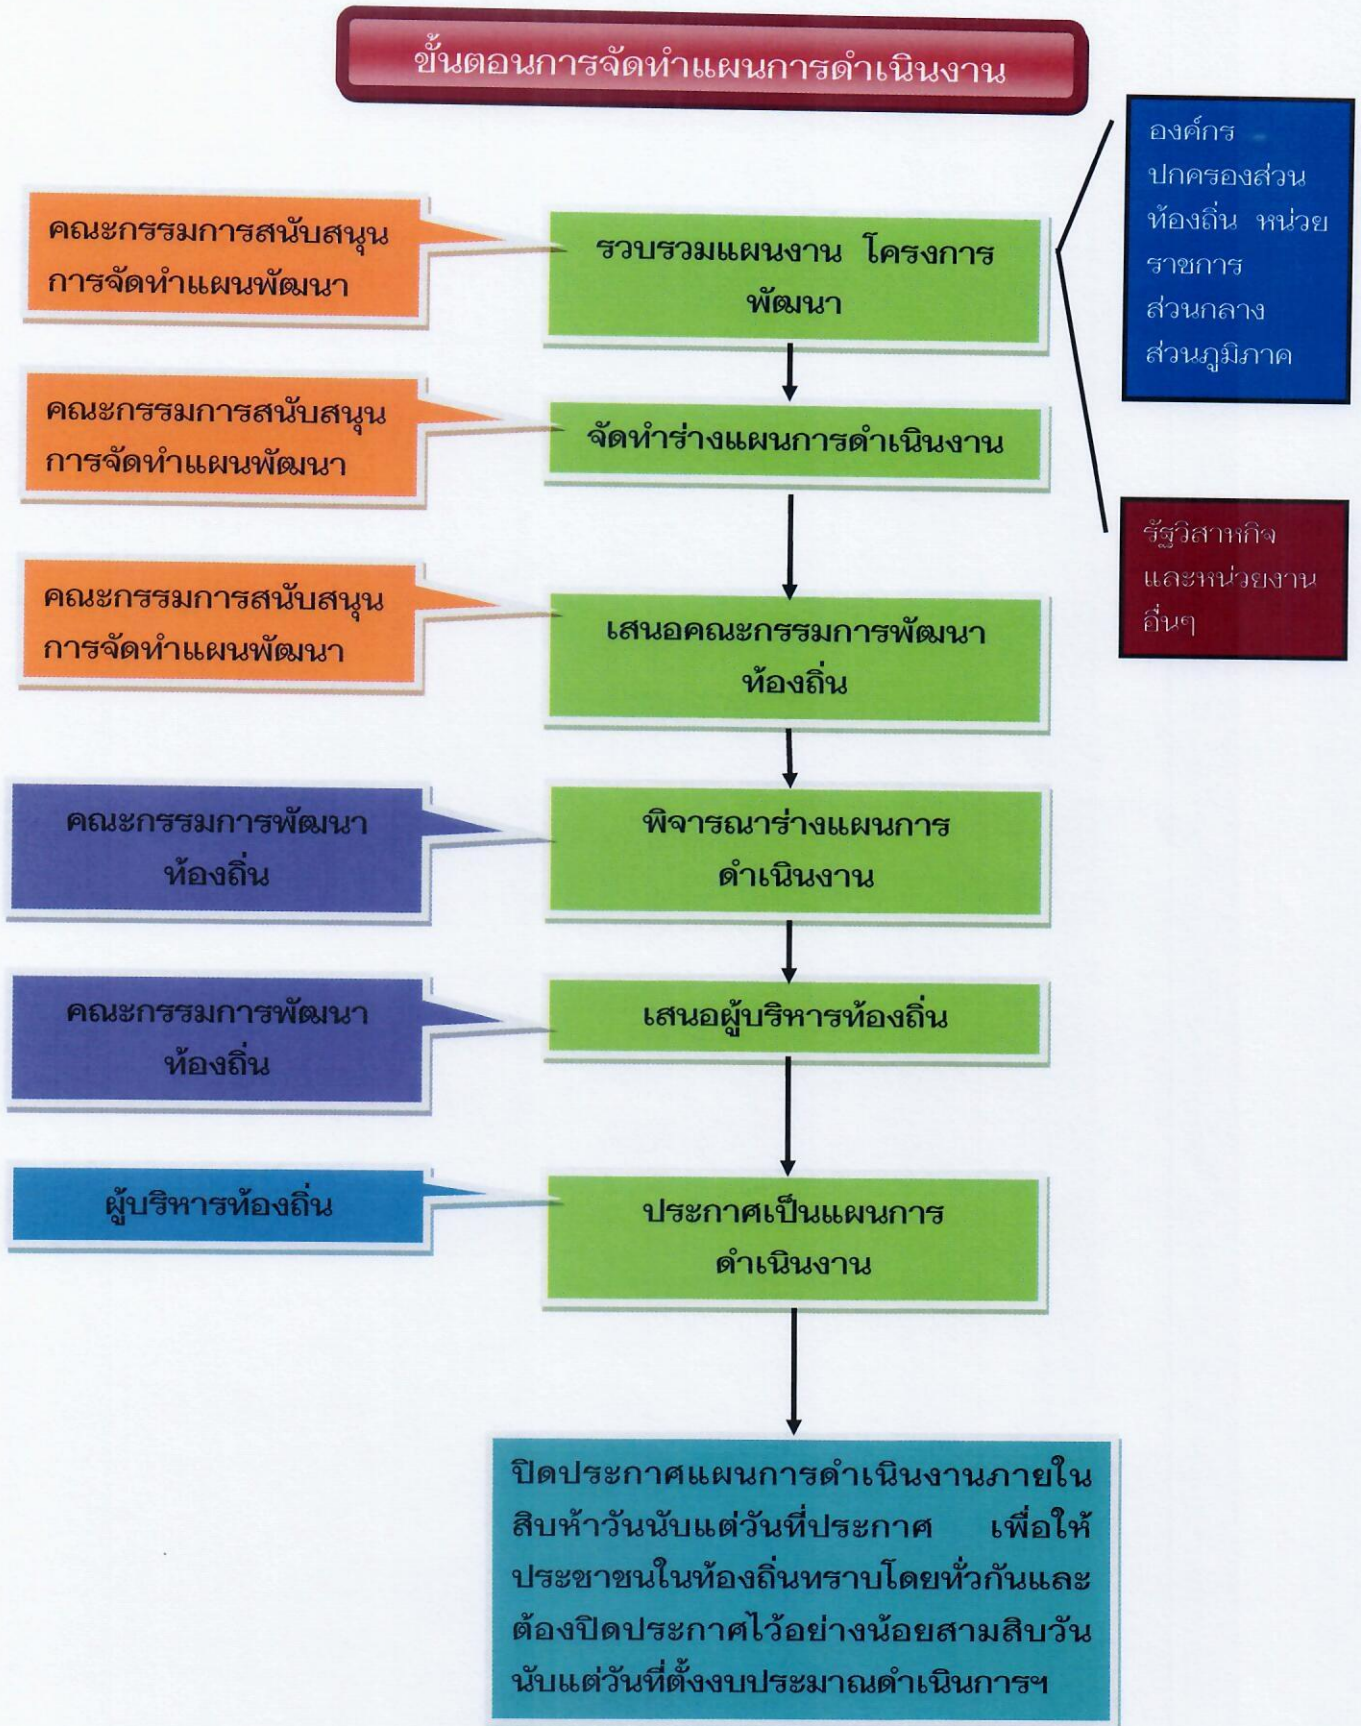 ขั้นตอนการจัดทำแผนการดำเนินงาน
องค์กร
ปกครองส่วน
ท้องถิ่น หน่วย
ราชการ
ส่วนกลาง
ส่วนภูมิภาค
คณะกรรมการสนับสนุน
การจัดทำแผนพัฒนา
รวบรวมแผนงาน โครงการ
พัฒนา
คณะกรรมการสนับสนุน
การจัดทำแผนพัฒนา
จัดทำร่างแผนการดำเนินงาน
รัฐวิสาหกิจ
และหน่วยงาน
อื่นๆ
คณะกรรมการสนับสนุน
การจัดทำแผนพัฒนา
เสนอคณะกรรมการพัฒนา
ท้องถิ่น
คณะกรรมการพัฒนา
ท้องถิ่น
พิจารณาร่างแผนการ
ดำเนินงาน
คณะกรรมการพัฒนา
ท้องถิ่น
เสนอผู้บริหารท้องถิ่น
ผู้บริหารท้องถิ่น
ประกาศเป็นแผนการ
ดำเนินงาน
ปิดประกาศแผนการดำเนินงานภายใน
สิบห้าวันนับแต่วันที่ประกาศ เพื่อให้
ประชาชนในท้องถิ่นทราบโดยทั่วกันและ
ต้องปิดประกาศไว้อย่างน้อยสามสิบวัน
นับแต่วันที่ตั้งงบประมาณดำเนินการฯ